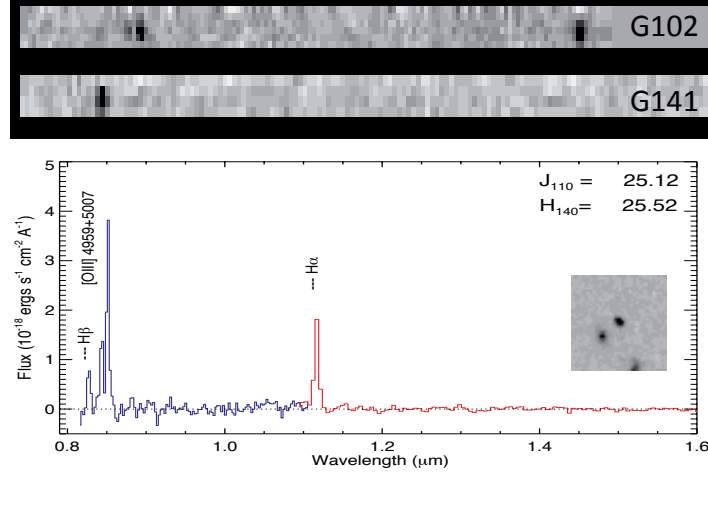 G102
G141
J₁₁₀ = 25.12
H₁₄₀= 25.52
[OIII] 4959+5007
--- Hβ
--- Hα
Flux (10⁻¹⁸ ergs s⁻¹ cm⁻² A⁻¹)
5
4
3
2
1
0
0.8 1.0 1.2 1.4 1.6
Wavelength (μm)